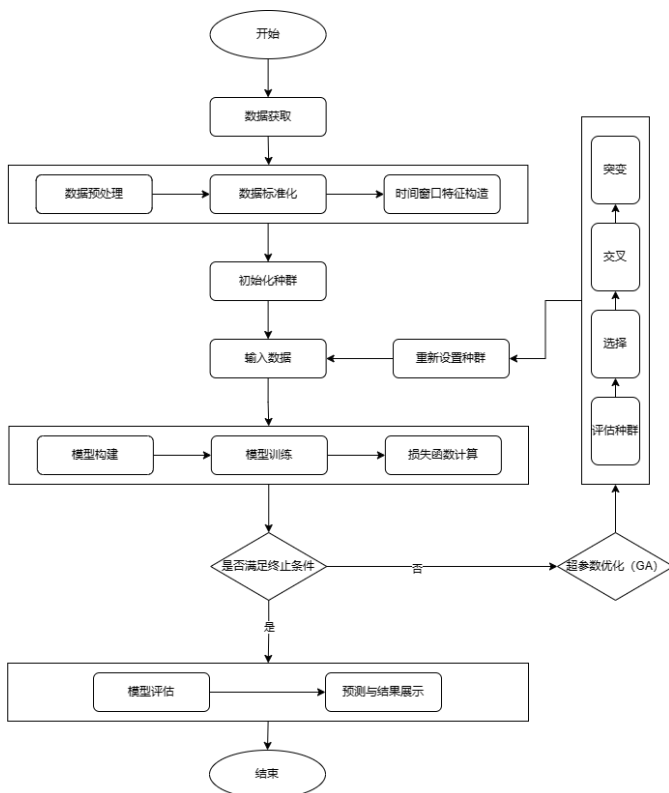 开始
数据获取
数据预处理
数据标准化
时间窗口特征构造
初始化种群
输入数据
重新设置种群
突变
交叉
选择
评估种群
模型构建
模型训练
损失函数计算
是否满足终止条件
否
超参数优化（GA）
是
模型评估
预测与结果展示
结束